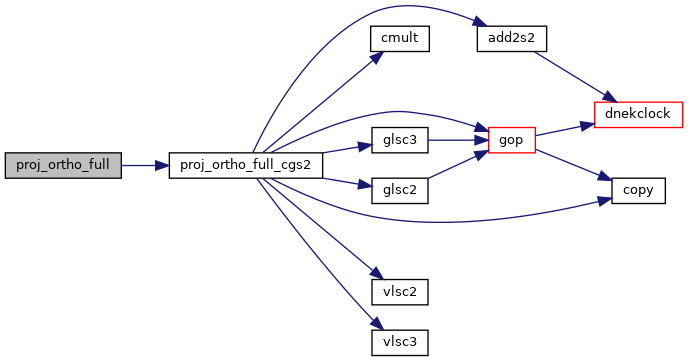 proj_ortho_full
proj_ortho_full_cgs2
cmult
add2s2
glsc3
glsc2
gop
dnekclock
copy
vlsc2
vlsc3